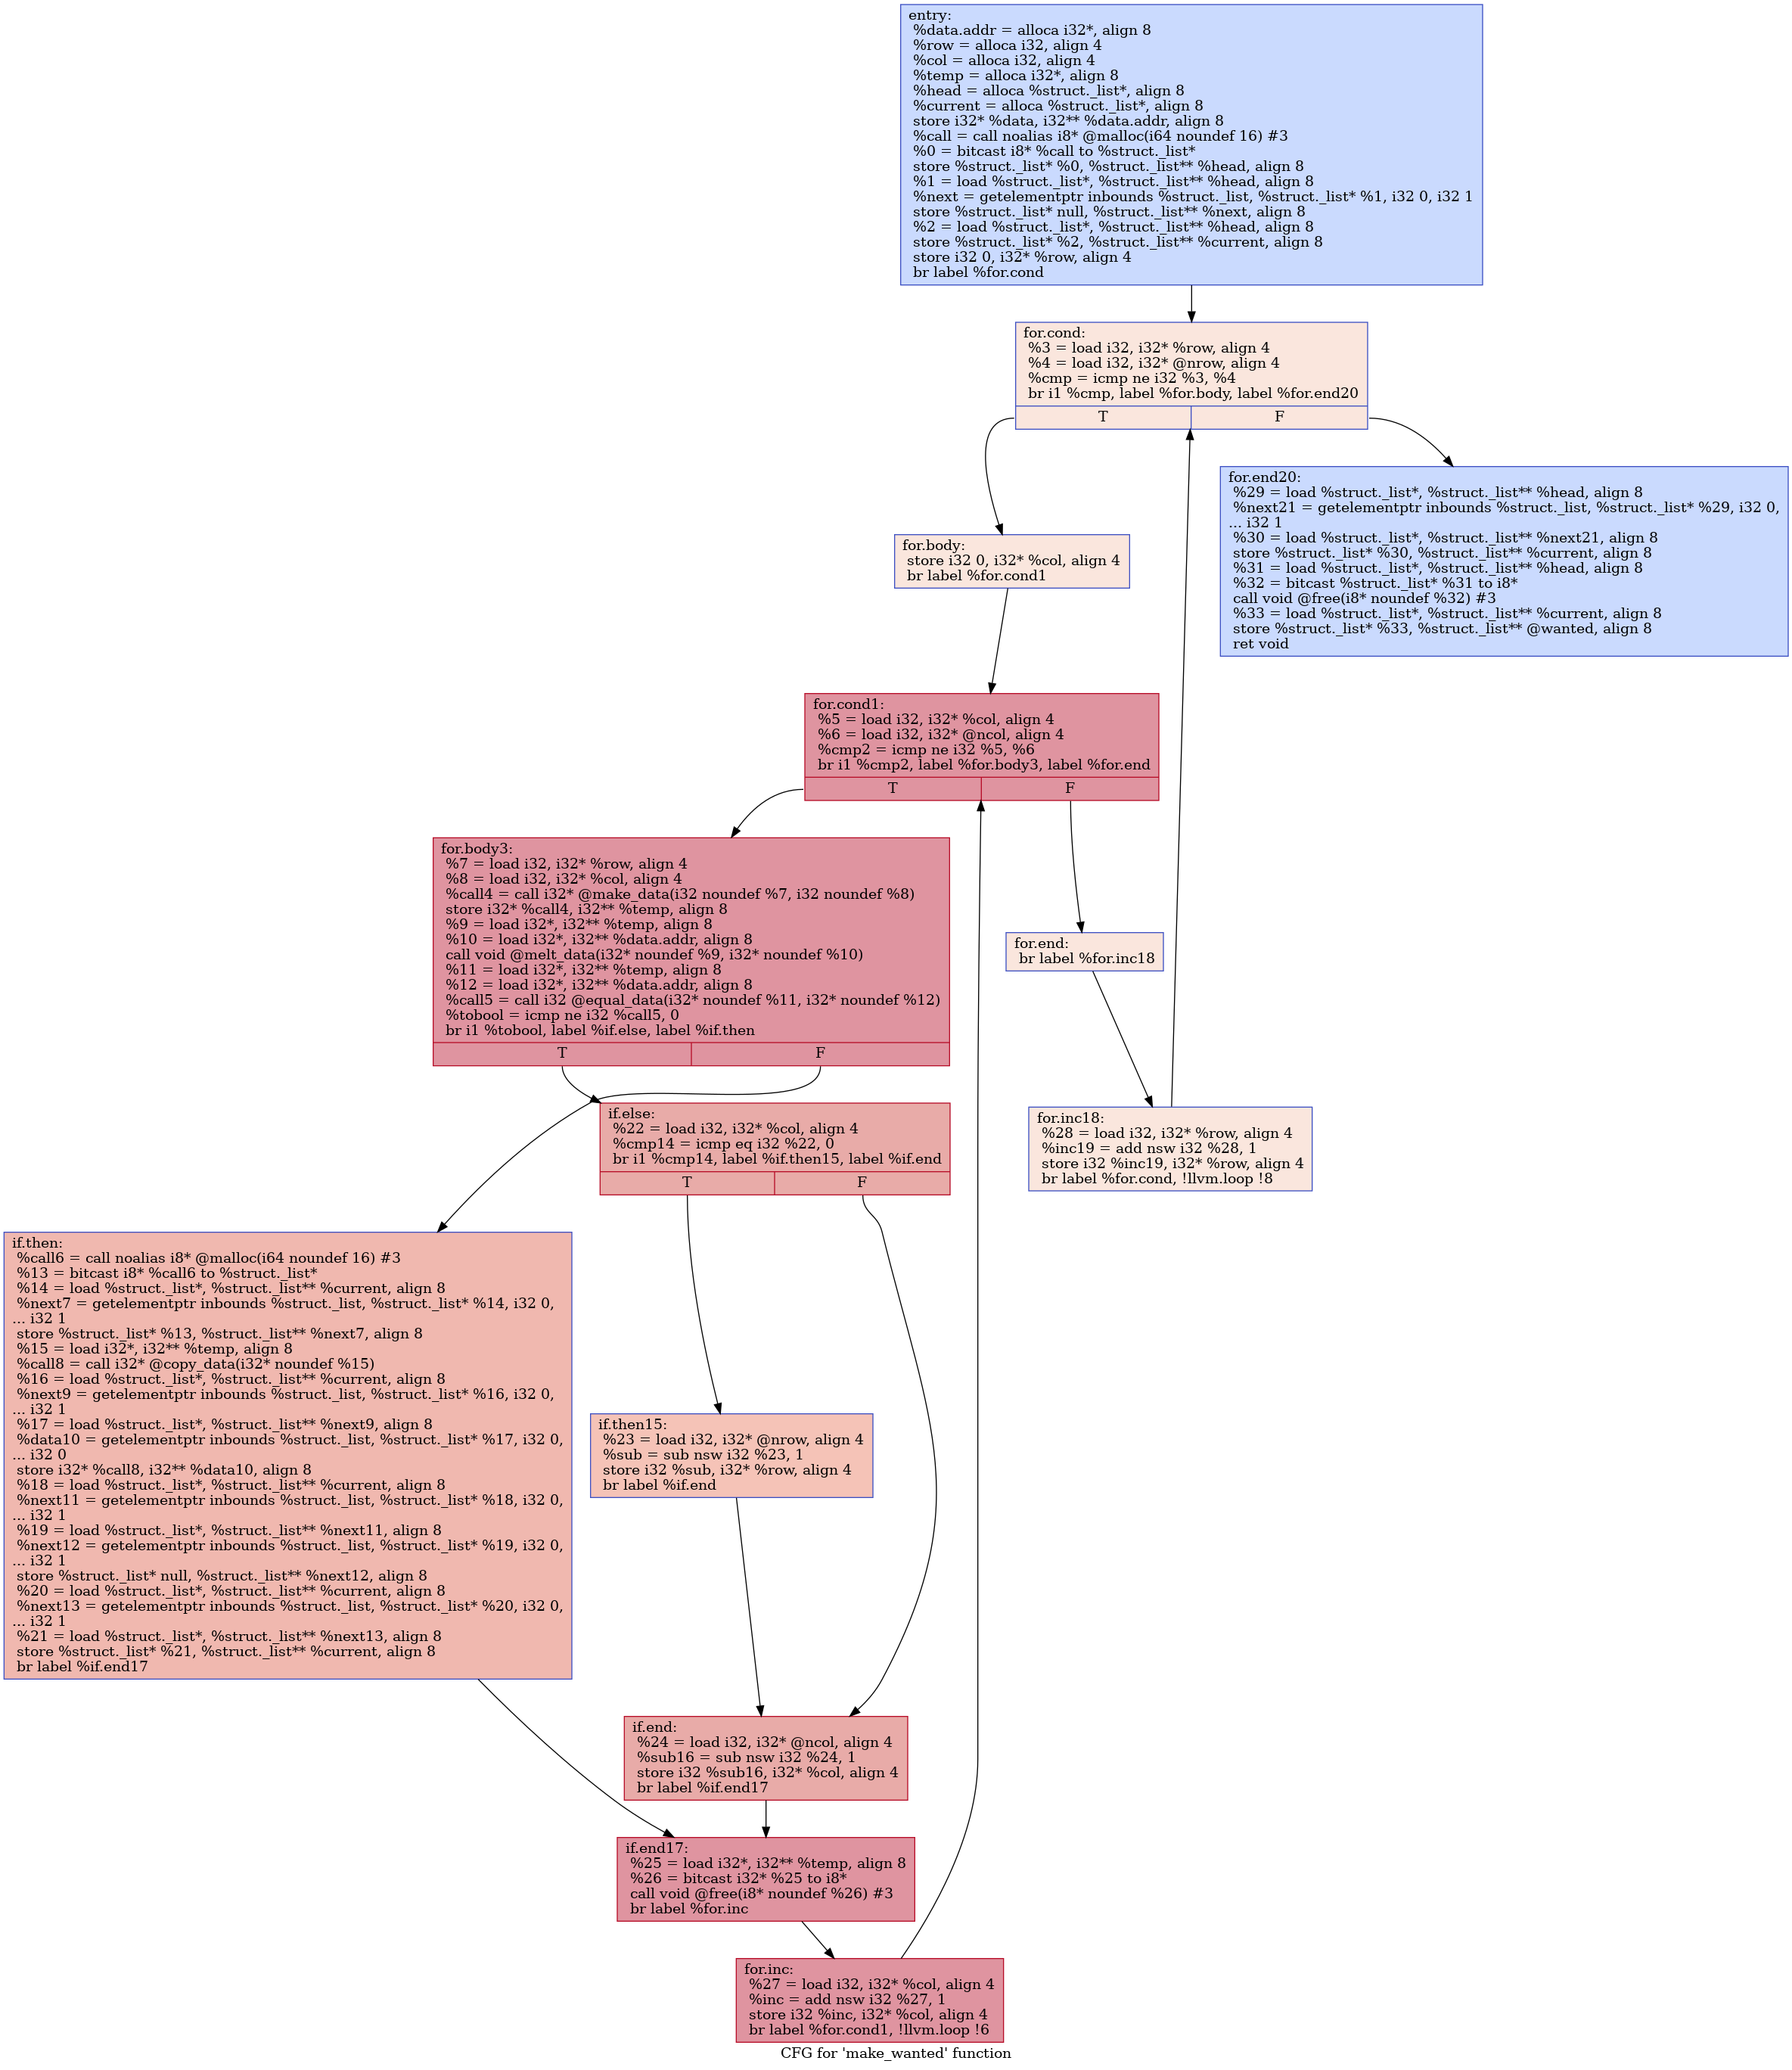 entry:
%data.addr = alloca i32*, align 8
%row = alloca i32, align 4
%col = alloca i32, align 4
%temp = alloca i32*, align 8
%head = alloca %struct._list*, align 8
%current = alloca %struct._list*, align 8
store i32* %data, i32** %data.addr, align 8
%call = call noalias i8* @malloc(i64 noundef 16) #3
%0 = bitcast i8* %call to %struct._list*
store %struct._list* %0, %struct._list** %head, align 8
%1 = load %struct._list*, %struct._list** %head, align 8
%next = getelementptr inbounds %struct._list, %struct._list* %1, i32 0, i32 1
store %struct._list* null, %struct._list** %next, align 8
%2 = load %struct._list*, %struct._list** %head, align 8
store %struct._list* %2, %struct._list** %current, align 8
store i32 0, i32* %row, align 4
br label %for.cond
for.cond:
%3 = load i32, i32* %row, align 4
%4 = load i32, i32* @nrow, align 4
%cmp = icmp ne i32 %3, %4
br i1 %cmp, label %for.body, label %for.end20
T F
for.end20:
%29 = load %struct._list*, %struct._list** %head, align 8
%next21 = getelementptr inbounds %struct._list, %struct._list* %29, i32 0,
... i32 1
%30 = load %struct._list*, %struct._list** %next21, align 8
store %struct._list* %30, %struct._list** %current, align 8
%31 = load %struct._list*, %struct._list** %head, align 8
%32 = bitcast %struct._list* %31 to i8*
call void @free(i8* noundef %32) #3
%33 = load %struct._list*, %struct._list** %current, align 8
store %struct._list* %33, %struct._list** @wanted, align 8
ret void
for.body:
store i32 0, i32* %col, align 4
br label %for.cond1
for.cond1:
%5 = load i32, i32* %col, align 4
%6 = load i32, i32* @ncol, align 4
%cmp2 = icmp ne i32 %5, %6
br i1 %cmp2, label %for.body3, label %for.end
T F
for.body3:
%7 = load i32, i32* %row, align 4
%8 = load i32, i32* %col, align 4
%call4 = call i32* @make_data(i32 noundef %7, i32 noundef %8)
store i32* %call4, i32** %temp, align 8
%9 = load i32*, i32** %temp, align 8
%10 = load i32*, i32** %data.addr, align 8
call void @melt_data(i32* noundef %9, i32* noundef %10)
%11 = load i32*, i32** %temp, align 8
%12 = load i32*, i32** %data.addr, align 8
%call5 = call i32 @equal_data(i32* noundef %11, i32* noundef %12)
%tobool = icmp ne i32 %call5, 0
br i1 %tobool, label %if.else, label %if.then
T F
for.end:
br label %for.inc18
for.inc18:
%28 = load i32, i32* %row, align 4
%inc19 = add nsw i32 %28, 1
store i32 %inc19, i32* %row, align 4
br label %for.cond, !llvm.loop !8
if.else:
%22 = load i32, i32* %col, align 4
%cmp14 = icmp eq i32 %22, 0
br i1 %cmp14, label %if.then15, label %if.end
T F
if.then:
%call6 = call noalias i8* @malloc(i64 noundef 16) #3
%13 = bitcast i8* %call6 to %struct._list*
%14 = load %struct._list*, %struct._list** %current, align 8
%next7 = getelementptr inbounds %struct._list, %struct._list* %14, i32 0,
... i32 1
store %struct._list* %13, %struct._list** %next7, align 8
%15 = load i32*, i32** %temp, align 8
%call8 = call i32* @copy_data(i32* noundef %15)
%16 = load %struct._list*, %struct._list** %current, align 8
%next9 = getelementptr inbounds %struct._list, %struct._list* %16, i32 0,
... i32 1
%17 = load %struct._list*, %struct._list** %next9, align 8
%data10 = getelementptr inbounds %struct._list, %struct._list* %17, i32 0,
... i32 0
store i32* %call8, i32** %data10, align 8
%18 = load %struct._list*, %struct._list** %current, align 8
%next11 = getelementptr inbounds %struct._list, %struct._list* %18, i32 0,
... i32 1
%19 = load %struct._list*, %struct._list** %next11, align 8
%next12 = getelementptr inbounds %struct._list, %struct._list* %19, i32 0,
... i32 1
store %struct._list* null, %struct._list** %next12, align 8
%20 = load %struct._list*, %struct._list** %current, align 8
%next13 = getelementptr inbounds %struct._list, %struct._list* %20, i32 0,
... i32 1
%21 = load %struct._list*, %struct._list** %next13, align 8
store %struct._list* %21, %struct._list** %current, align 8
br label %if.end17
if.then15:
%23 = load i32, i32* @nrow, align 4
%sub = sub nsw i32 %23, 1
store i32 %sub, i32* %row, align 4
br label %if.end
if.end:
%24 = load i32, i32* @ncol, align 4
%sub16 = sub nsw i32 %24, 1
store i32 %sub16, i32* %col, align 4
br label %if.end17
if.end17:
%25 = load i32*, i32** %temp, align 8
%26 = bitcast i32* %25 to i8*
call void @free(i8* noundef %26) #3
br label %for.inc
for.inc:
%27 = load i32, i32* %col, align 4
%inc = add nsw i32 %27, 1
store i32 %inc, i32* %col, align 4
br label %for.cond1, !llvm.loop !6
CFG for 'make_wanted' function